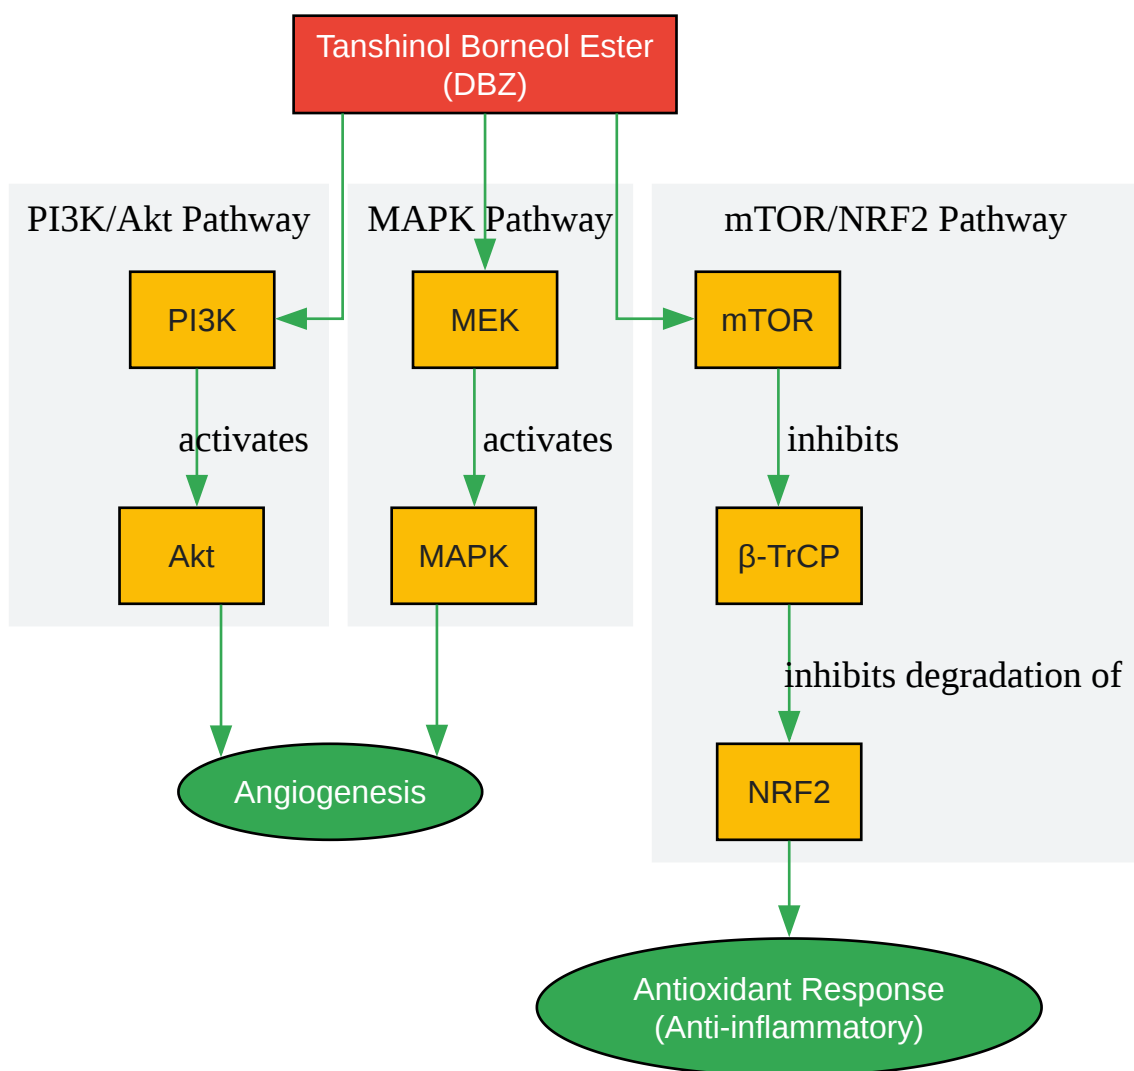 Tanshinol Borneol Ester
(DBZ)
PI3K/Akt Pathway
MAPK Pathway
mTOR/NRF2 Pathway
PI3K
MEK
mTOR
activates
activates
inhibits
Akt
MAPK
β-TrCP
inhibits degradation of
Angiogenesis
NRF2
Antioxidant Response
(Anti-inflammatory)